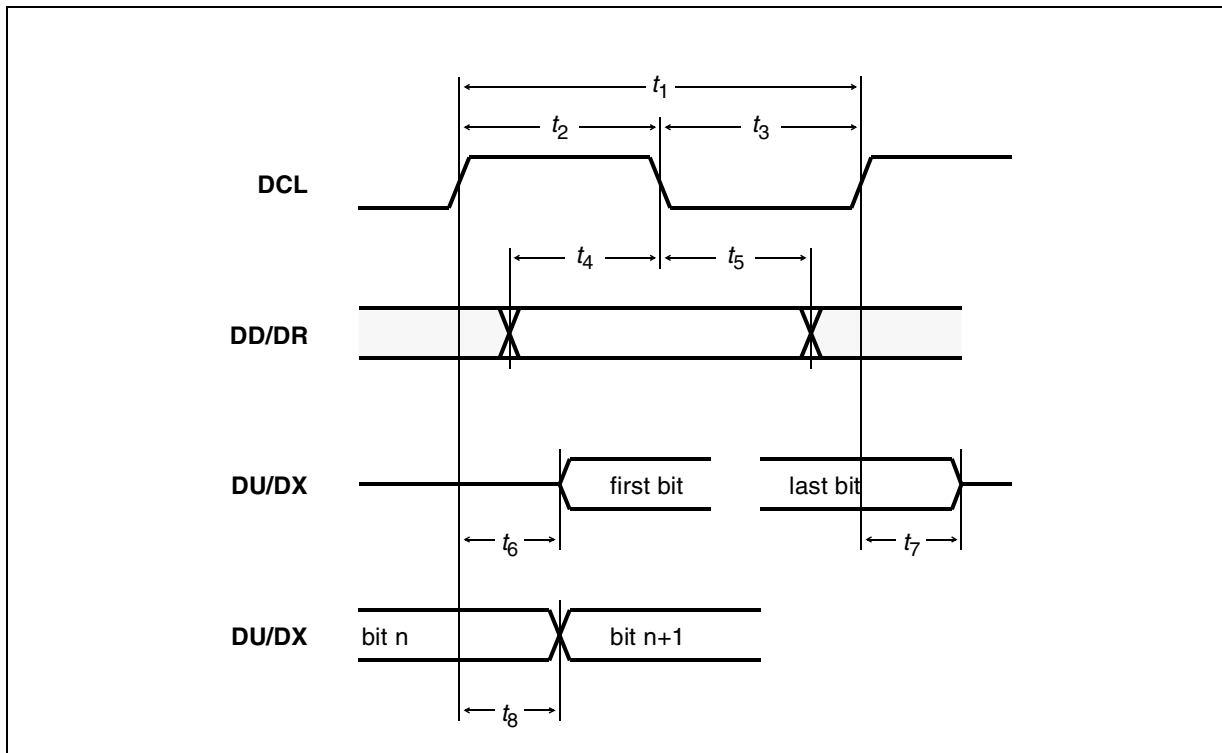 t1
t2 t3
DCL
t4 t5
DD/DR
DU/DX first bit last bit
t6 t7
DU/DX bit n bit n+1
t8